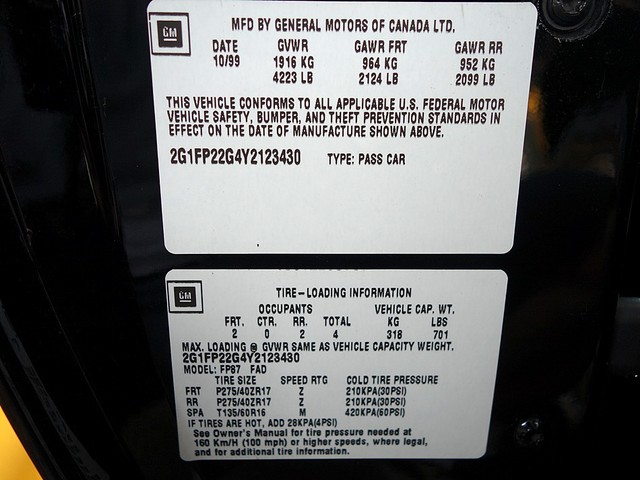 GM
MFD BY GENERAL MOTORS OF CANADA LTD.
DATE GVWR GAWR FRT GAWR RR
10/99 1916 KG 964 KG 952 KG
4223 LB 2124 LB 2099 LB
THIS VEHICLE CONFORMS TO ALL APPLICABLE U.S. FEDERAL MOTOR
VEHICLE SAFETY, BUMPER, AND THEFT PREVENTION STANDARDS IN
EFFECT ON THE DATE OF MANUFACTURE SHOWN ABOVE.
2G1FP22G4Y2123430 TYPE: PASS CAR
GM
TIRE-LOADING INFORMATION
OCCUPANTS VEHICLE CAP. WT.
FRT. CTR. RR. TOTAL KG LBS
2 0 2 4 318 701
MAX. LOADING @ GVWR SAME AS VEHICLE CAPACITY WEIGHT.
2G1FP22G4Y2123430
MODEL: FP87 FAD
TIRE SIZE SPEED RTG COLD TIRE PRESSURE
FRT P275/40ZR17 Z 210KPA(30PSI)
RR P275/40ZR17 Z 210KPA(30PSI)
SPA T135/60R16 M 420KPA(60PSI)
IF TIRES ARE HOT, ADD 28KPA(4PSI)
See Owner's Manual for tire pressure needed at
160 Km/H (100 mph) or higher speeds, where legal,
and for additional tire information.